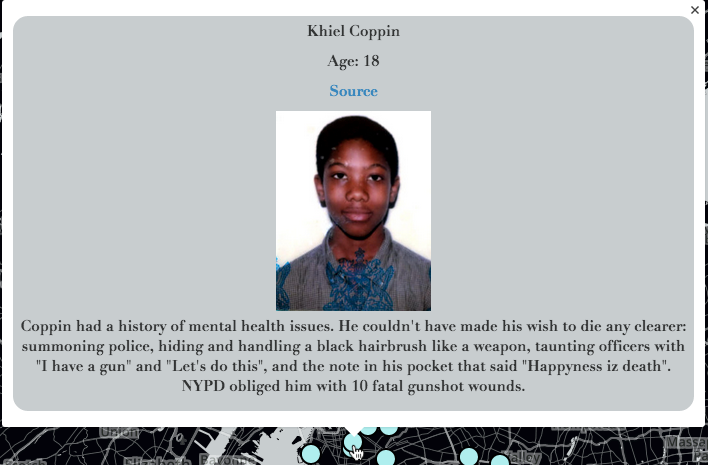 ×
Khiel Coppin
Age: 18
Source
Coppin had a history of mental health issues. He couldn't have made his wish to die any clearer:
summoning police, hiding and handling a black hairbrush like a weapon, taunting officers with
"I have a gun" and "Let's do this", and the note in his pocket that said "Happyness iz death".
NYPD obliged him with 10 fatal gunshot wounds.
Union
Massap
Elizabeth
Bayonne
Valley